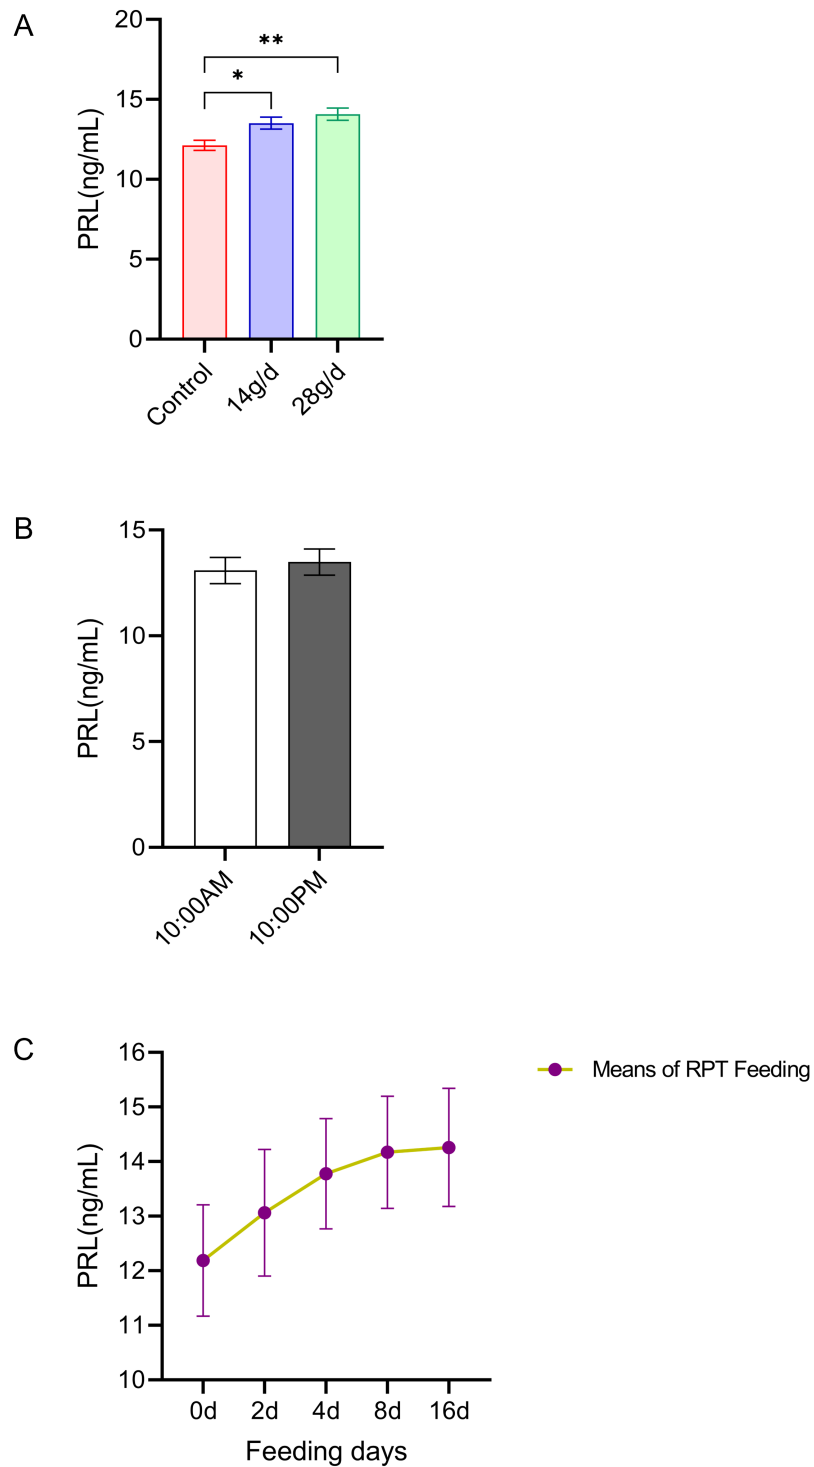 A
20
**
*
15
10
5
0
PRL(ng/mL)
Control
14g/d
28g/d
B
15
10
5
0
PRL(ng/mL)
10:00AM
10:00PM
C
16
15
14
13
12
11
10
PRL(ng/mL)
0d 2d 4d 8d 16d
Feeding days
Means of RPT Feeding